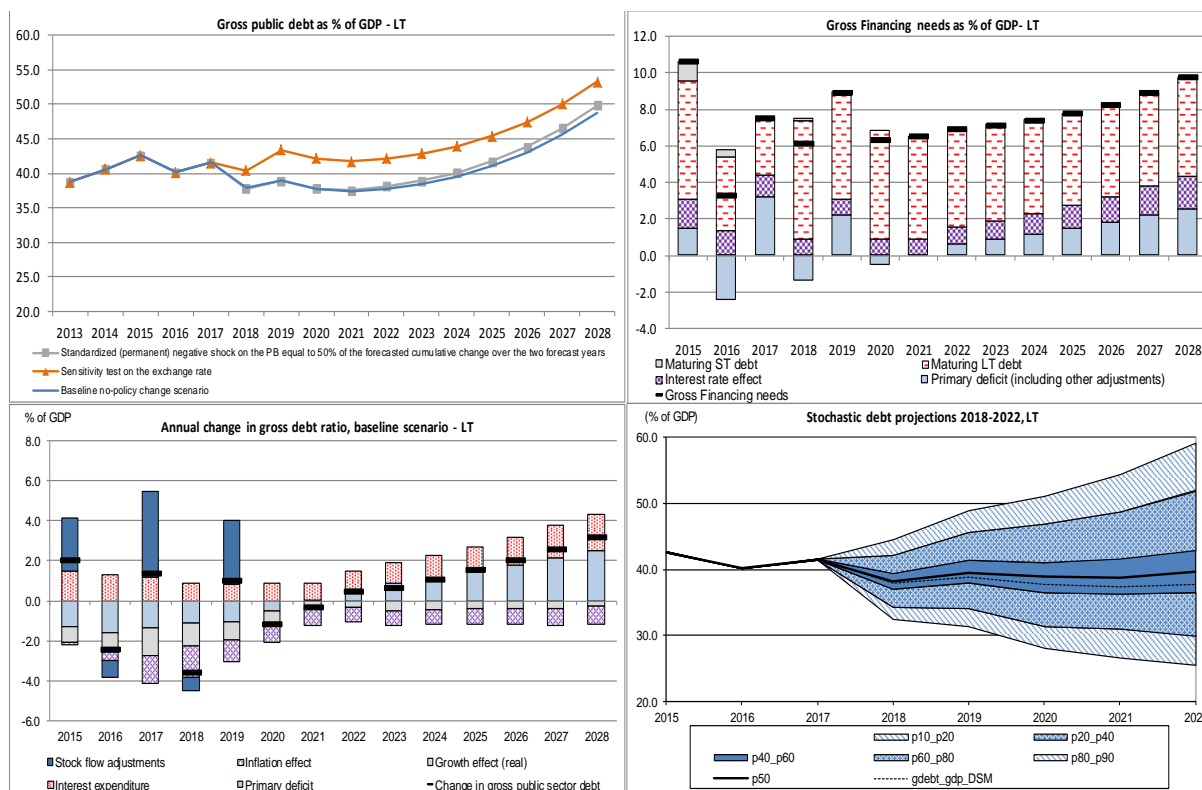 Gross public debt as % of GDP - LT
60.0
55.0
50.0
45.0
40.0
35.0
30.0
25.0
20.0
2013 2014 2015 2016 2017 2018 2019 2020 2021 2022 2023 2024 2025 2026 2027 2028
Standardized (permanent) negative shock on the PB equal to 50% of the forecasted cumulative change over the two forecast years
Sensitivity test on the exchange rate
Baseline no-policy change scenario
Gross Financing needs as % of GDP- LT
12.0
10.0
8.0
6.0
4.0
2.0
0.0
-2.0
-4.0
2015 2016 2017 2018 2019 2020 2021 2022 2023 2024 2025 2026 2027 2028
Maturing ST debt Maturing LT debt
Interest rate effect Primary deficit (including other adjustments)
Gross Financing needs
% of GDP
Annual change in gross debt ratio, baseline scenario - LT
8.0
6.0
4.0
2.0
0.0
-2.0
-4.0
-6.0
2015 2016 2017 2018 2019 2020 2021 2022 2023 2024 2025 2026 2027 2028
Stock flow adjustments Inflation effect Growth effect (real)
Interest expenditure Primary deficit Change in gross public sector debt
(% of GDP)
Stochastic debt projections 2018-2022, LT
60.0
50.0
40.0
30.0
20.0
2015 2016 2017 2018 2019 2020 2021 202
p10_p20 p20_p40
p40_p60 p60_p80 p80_p90
p50 gdebt_gdp_DSM